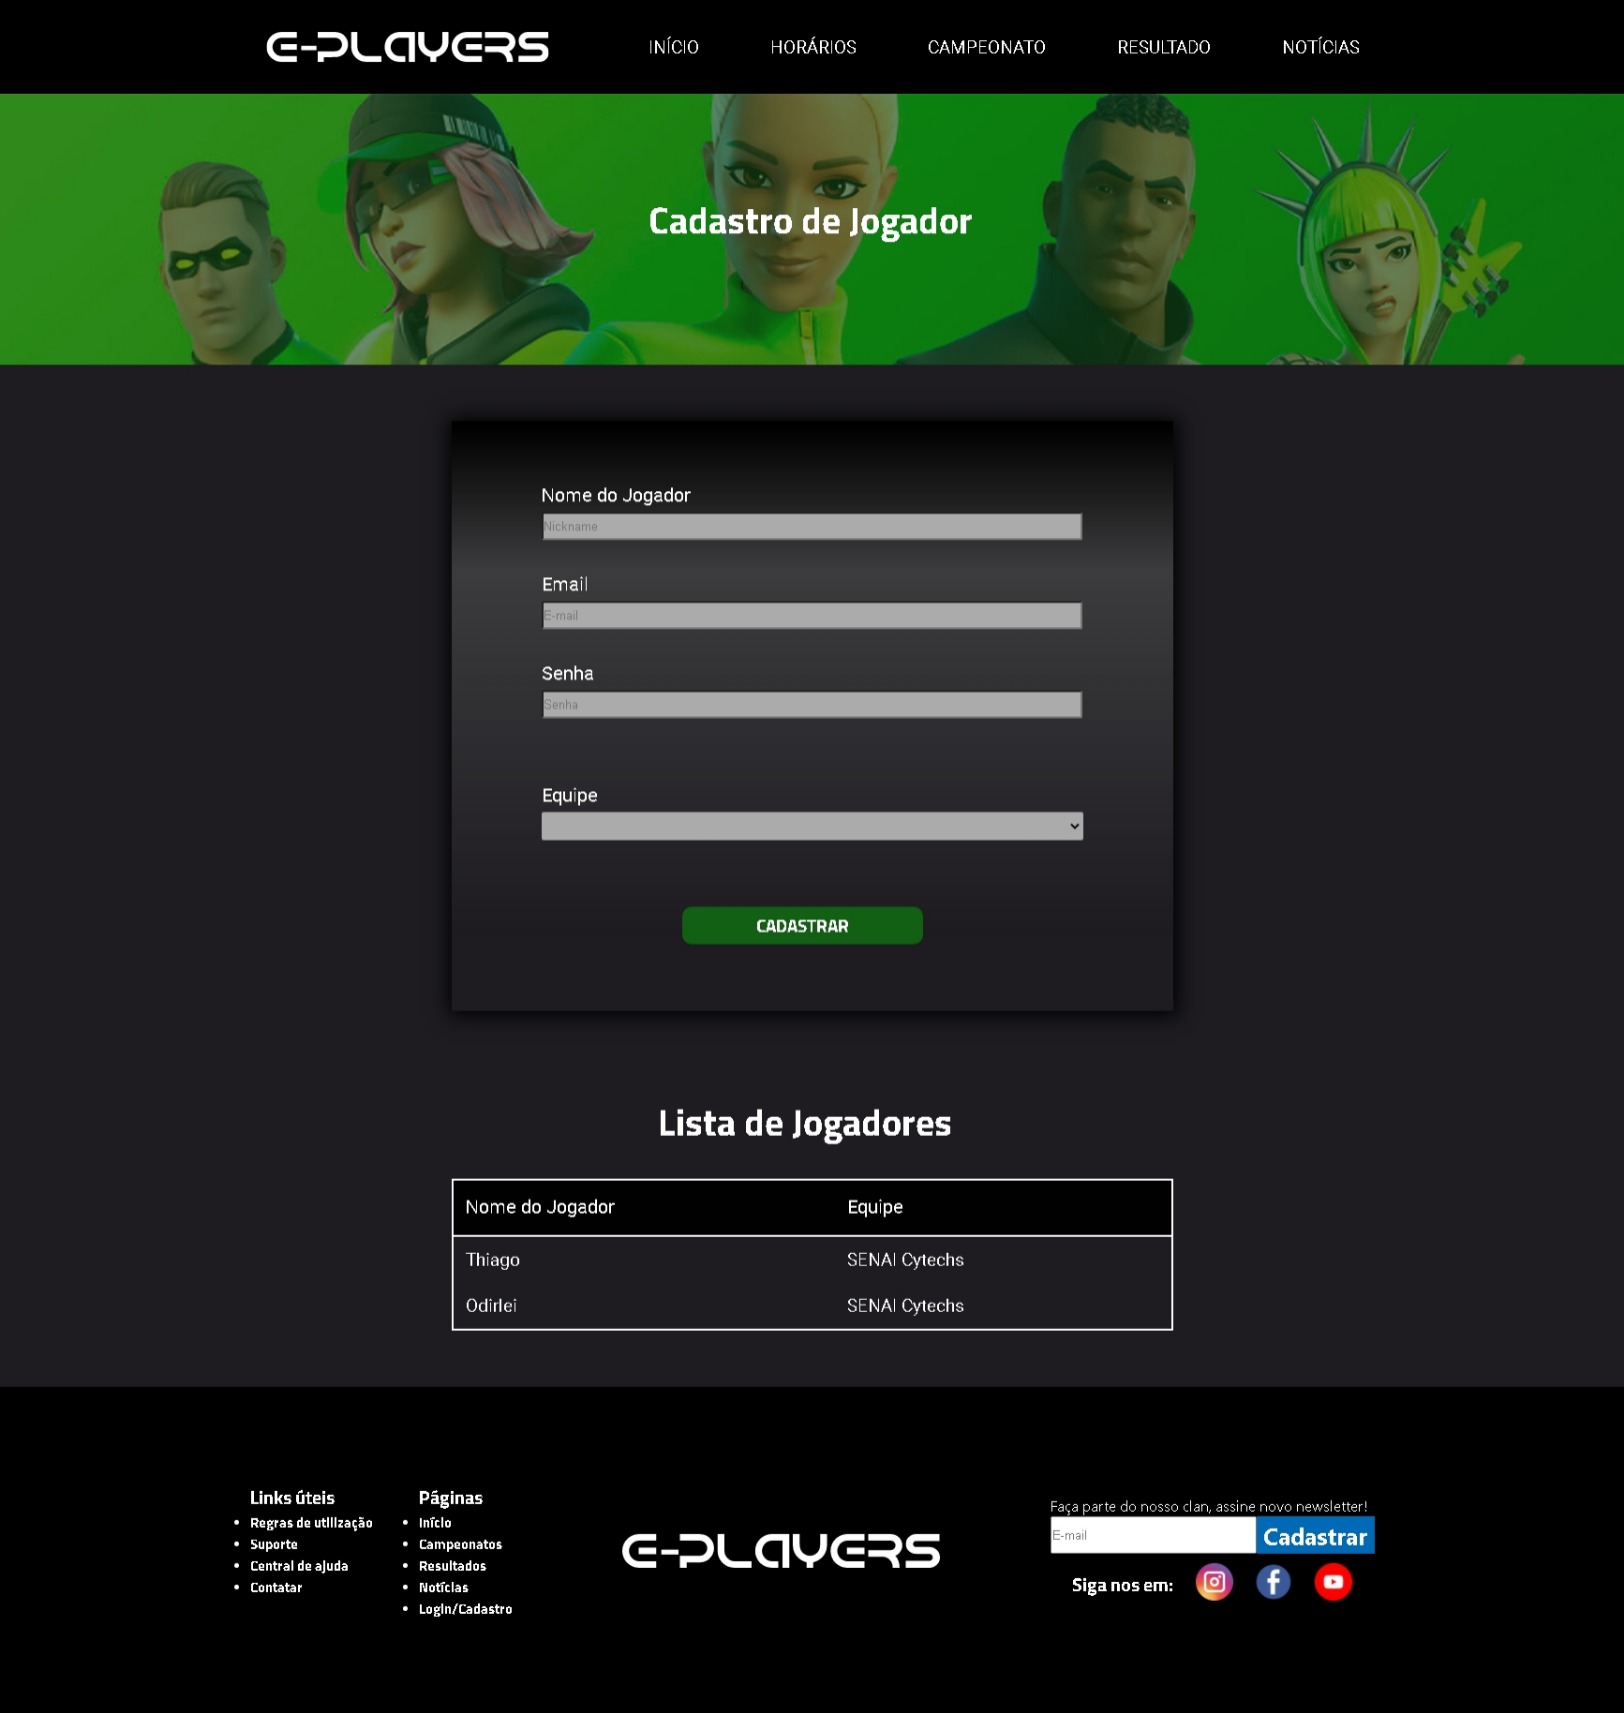 E-PLAYERS
INÍCIO HORÁRIOS CAMPEONATO RESULTADO NOTÍCIAS
Cadastro de Jogador
Nome do Jogador
Nickname
Email
E-mail
Senha
Senha
Equipe
CADASTRAR
Lista de Jogadores
Nome do Jogador Equipe
Thiago SENAI Cytechs
Odirlei SENAI Cytechs
Links úteis
Regras de utilização
Suporte
Central de ajuda
Contatar
Páginas
Início
Campeonatos
Resultados
Notícias
Login/Cadastro
E-PLAYERS
Faça parte do nosso clan, assine novo newsletter!
E-mail Cadastrar
Siga nos em: